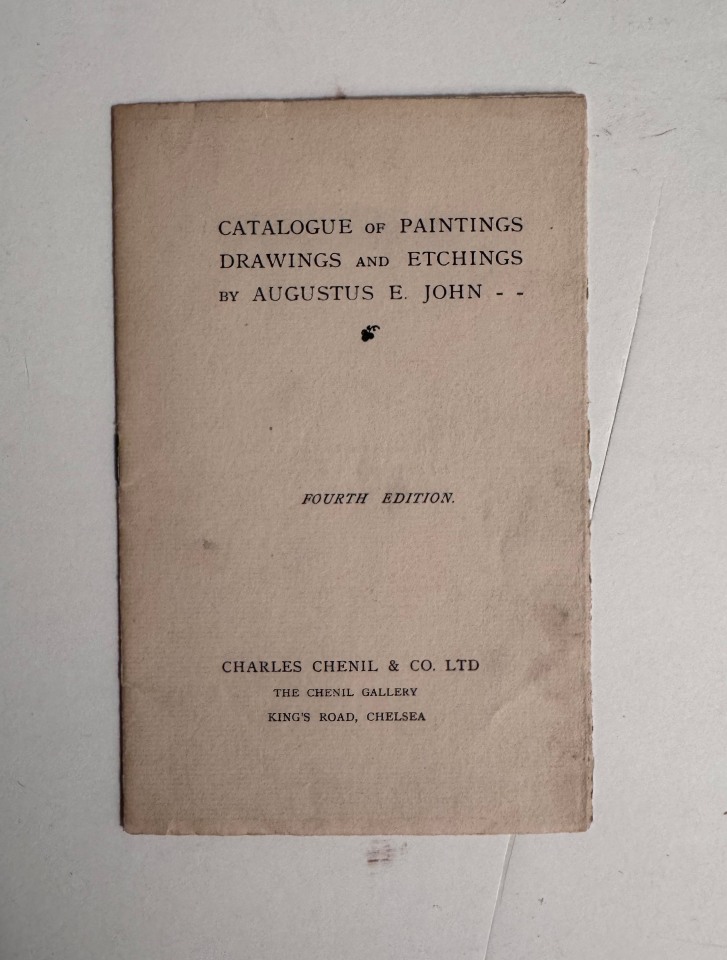 CATALOGUE OF PAINTINGS
DRAWINGS AND ETCHINGS
BY AUGUSTUS E. JOHN - -
FOURTH EDITION.
CHARLES CHENIL & CO. LTD
THE CHENIL GALLERY
KING'S ROAD, CHELSEA